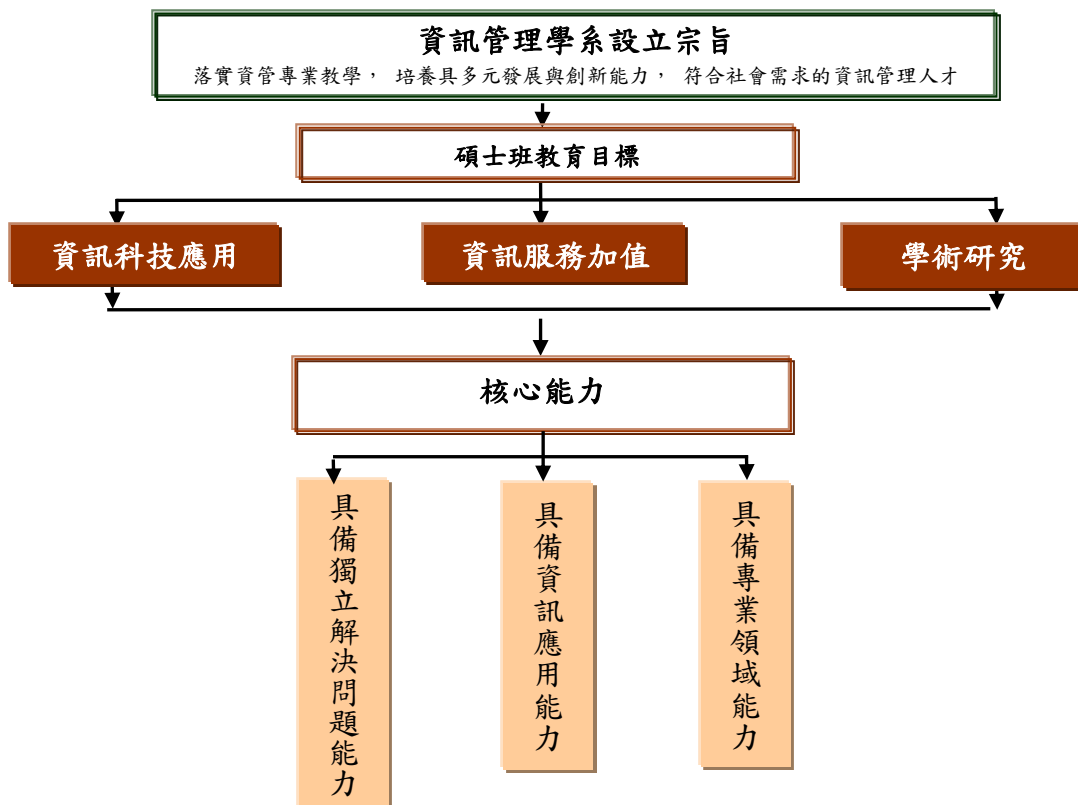 資訊管理學系設立宗旨
落實資管專業教學， 培養具多元發展與創新能力， 符合社會需求的資訊管理人才
碩士班教育目標
資訊科技應用
資訊服務加值
學術研究
核心能力
具備獨立解決問題能力
具備資訊應用能力
具備專業領域能力